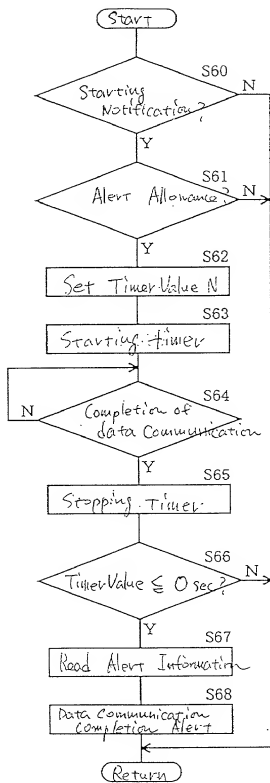 Start
S60
Starting
Notification?
N
Y
S61
Alert Allowance?
N
Y
S62
Set Timer Value N
S63
Starting timer
S64
Completion of
data Communication
N
Y
S65
Stopping Timer
S66
Timer Value ≦ 0 sec?
N
Y
S67
Read Alert Information
S68
Data Communication
Completion Alert
Return